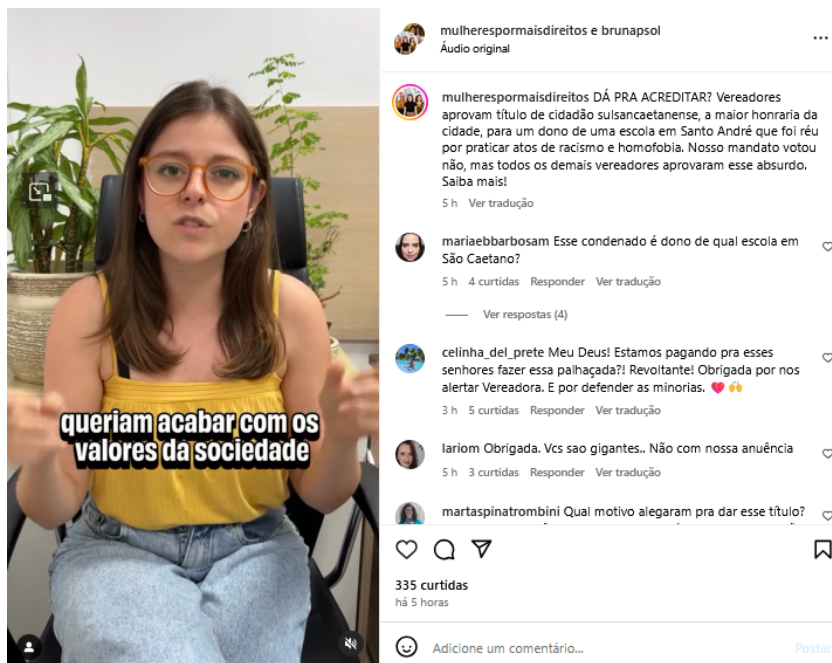 mulherespormaisdireitos e brunapsol
Áudio original
mulherespormaisdireitos DÁ PRA ACREDITAR? Vereadores
aprovam título de cidadão sulsancaetanense, a maior honraria da
cidade, para um dono de uma escola em Santo André que foi réu
por praticar atos de racismo e homofobia. Nosso mandato votou
não, mas todos os demais vereadores aprovaram esse absurdo.
Saiba mais!
5 h Ver tradução
mariaebbarbosam Esse condenado é dono de qual escola em
São Caetano?
5 h 4 curtidas Responder Ver tradução
Ver respostas (4)
celinha_del_prete Meu Deus! Estamos pagando pra esses
senhores fazer essa palhaçada?! Revoltante! Obrigada por nos
alertar Vereadora. E por defender as minorias. ❤️ 🙌
3 h 5 curtidas Responder Ver tradução
lariom Obrigada. Vcs sao gigantes.. Não com nossa anuência
5 h 3 curtidas Responder Ver tradução
martaspinatrombini Qual motivo alegaram pra dar esse título?
queriam acabar com os
valores da sociedade
335 curtidas
há 5 horas
Adicione um comentário...
Postar